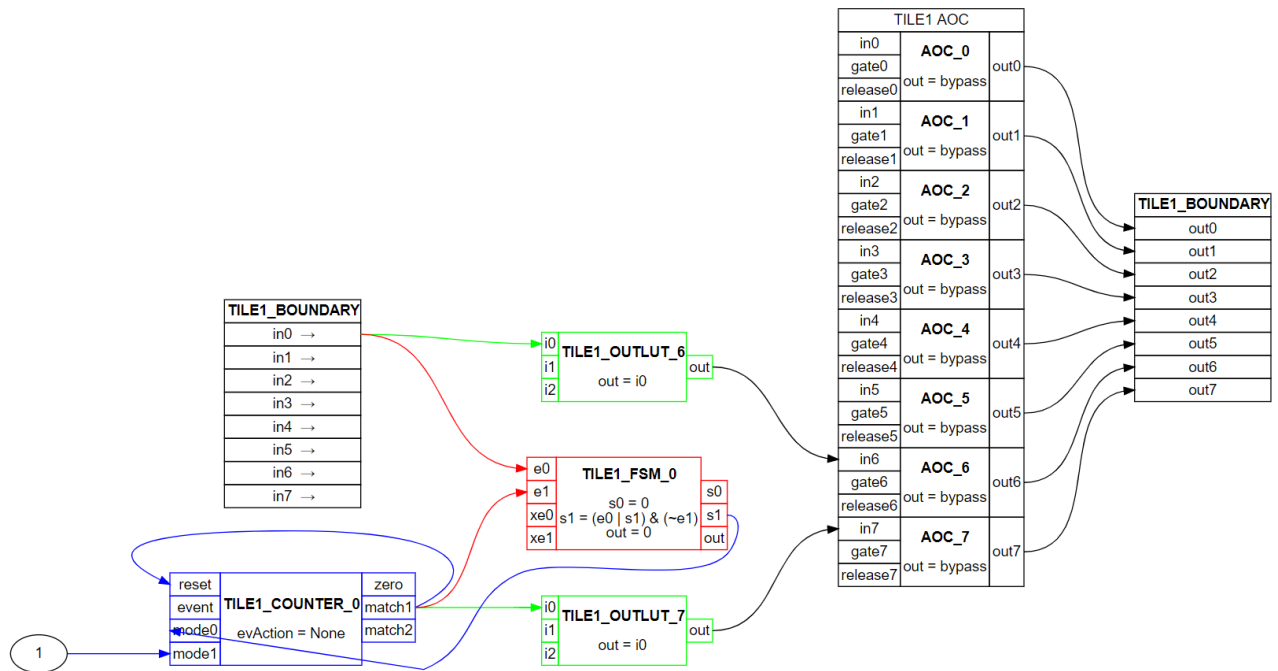 TILE1 AOC
in0
gate0
release0
AOC_0
out = bypass
out0
in1
gate1
release1
AOC_1
out = bypass
out1
in2
gate2
release2
AOC_2
out = bypass
out2
in3
gate3
release3
AOC_3
out = bypass
out3
in4
gate4
release4
AOC_4
out = bypass
out4
in5
gate5
release5
AOC_5
out = bypass
out5
in6
gate6
release6
AOC_6
out = bypass
out6
in7
gate7
release7
AOC_7
out = bypass
out7
TILE1_BOUNDARY
out0
out1
out2
out3
out4
out5
out6
out7
TILE1_BOUNDARY
in0 →
in1 →
in2 →
in3 →
in4 →
in5 →
in6 →
in7 →
i0
i1
i2
TILE1_OUTLUT_6
out = i0
out
e0
e1
xe0
xe1
TILE1_FSM_0
s0 = 0
s1 = (e0 | s1) & (~e1)
out = 0
s0
s1
out
reset
event
mode0
mode1
TILE1_COUNTER_0
evAction = None
zero
match1
match2
i0
i1
i2
TILE1_OUTLUT_7
out = i0
out
1